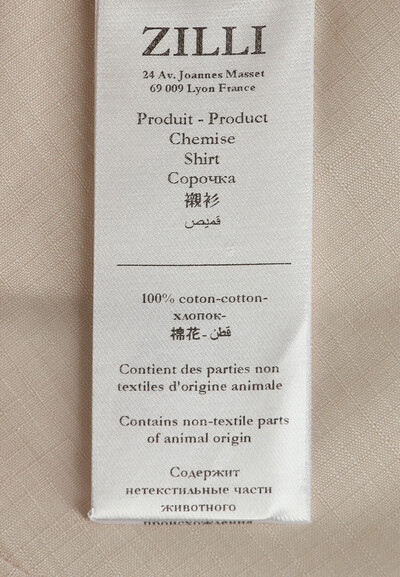 ZILLI
24 Av. Joannes Masset
69 009 Lyon France
Produit - Product
Chemise
Shirt
Сорочка
襯衫
قميص
100% coton-cotton-
хлопок-
棉花 - قطن
Contient des parties non
textiles d'origine animale
Contains non-textile parts
of animal origin
Содержит
нетекстильные части
животного
происхождения